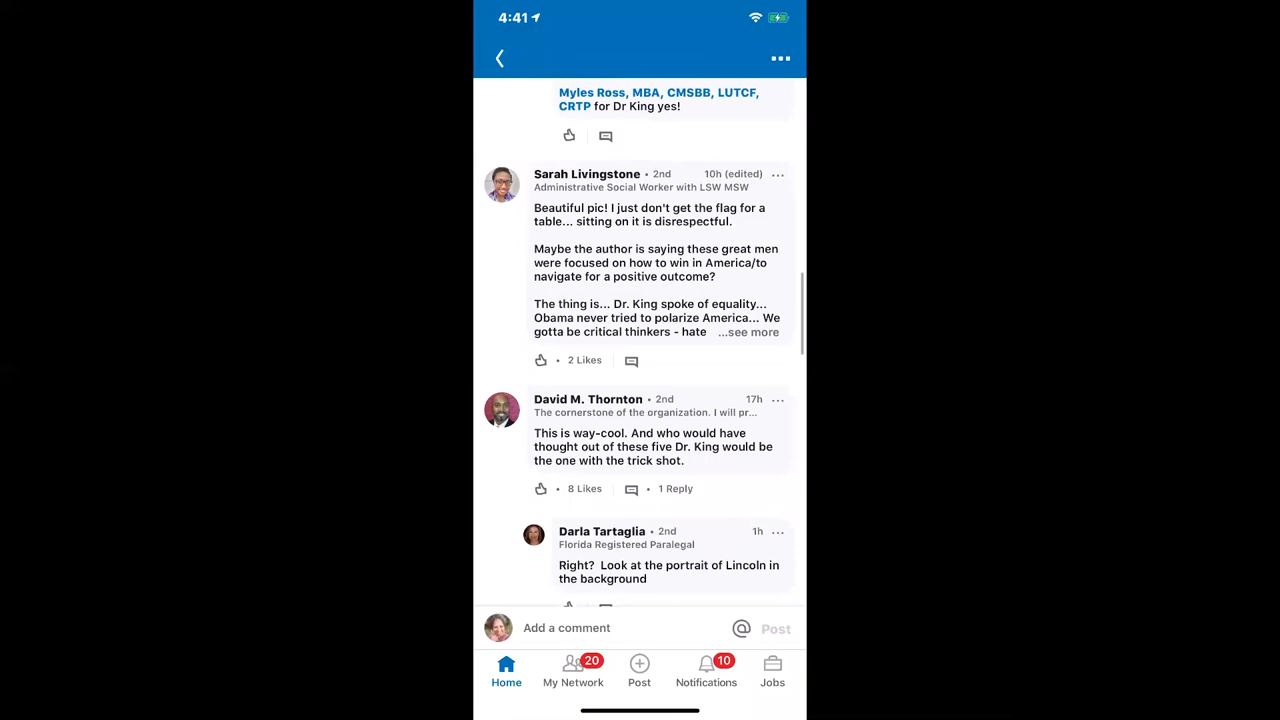 4:41
Myles Ross, MBA, CMSBB, LUTCF,
CRTP for Dr King yes!
Sarah Livingstone • 2nd 10h (edited) ...
Administrative Social Worker with LSW MSW
Beautiful pic! I just don't get the flag for a
table... sitting on it is disrespectful.
Maybe the author is saying these great men
were focused on how to win in America/to
navigate for a positive outcome?
The thing is... Dr. King spoke of equality...
Obama never tried to polarize America... We
gotta be critical thinkers - hate ...see more
• 2 Likes
David M. Thornton • 2nd 17h ...
The cornerstone of the organization. I will pr...
This is way-cool. And who would have
thought out of these five Dr. King would be
the one with the trick shot.
• 8 Likes • 1 Reply
Darla Tartaglia • 2nd 1h ...
Florida Registered Paralegal
Right? Look at the portrait of Lincoln in
the background
Add a comment @ Post
20 10
Home My Network Post Notifications Jobs